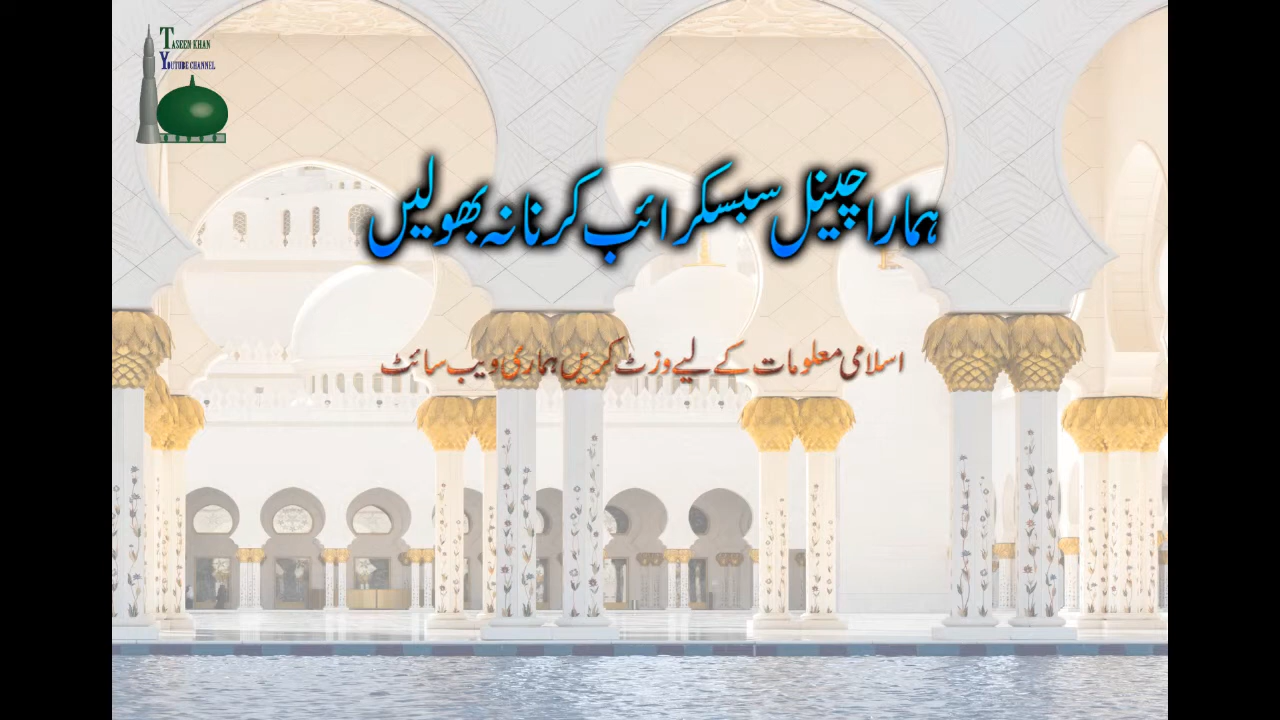 TASEEN KHAN
YOUTUBE CHANNEL
ہمارا چینل سبسکرائب کرنا نہ بھولیں
اسلامی معلومات کے لیے وزٹ کریں ہماری ویب سائٹ